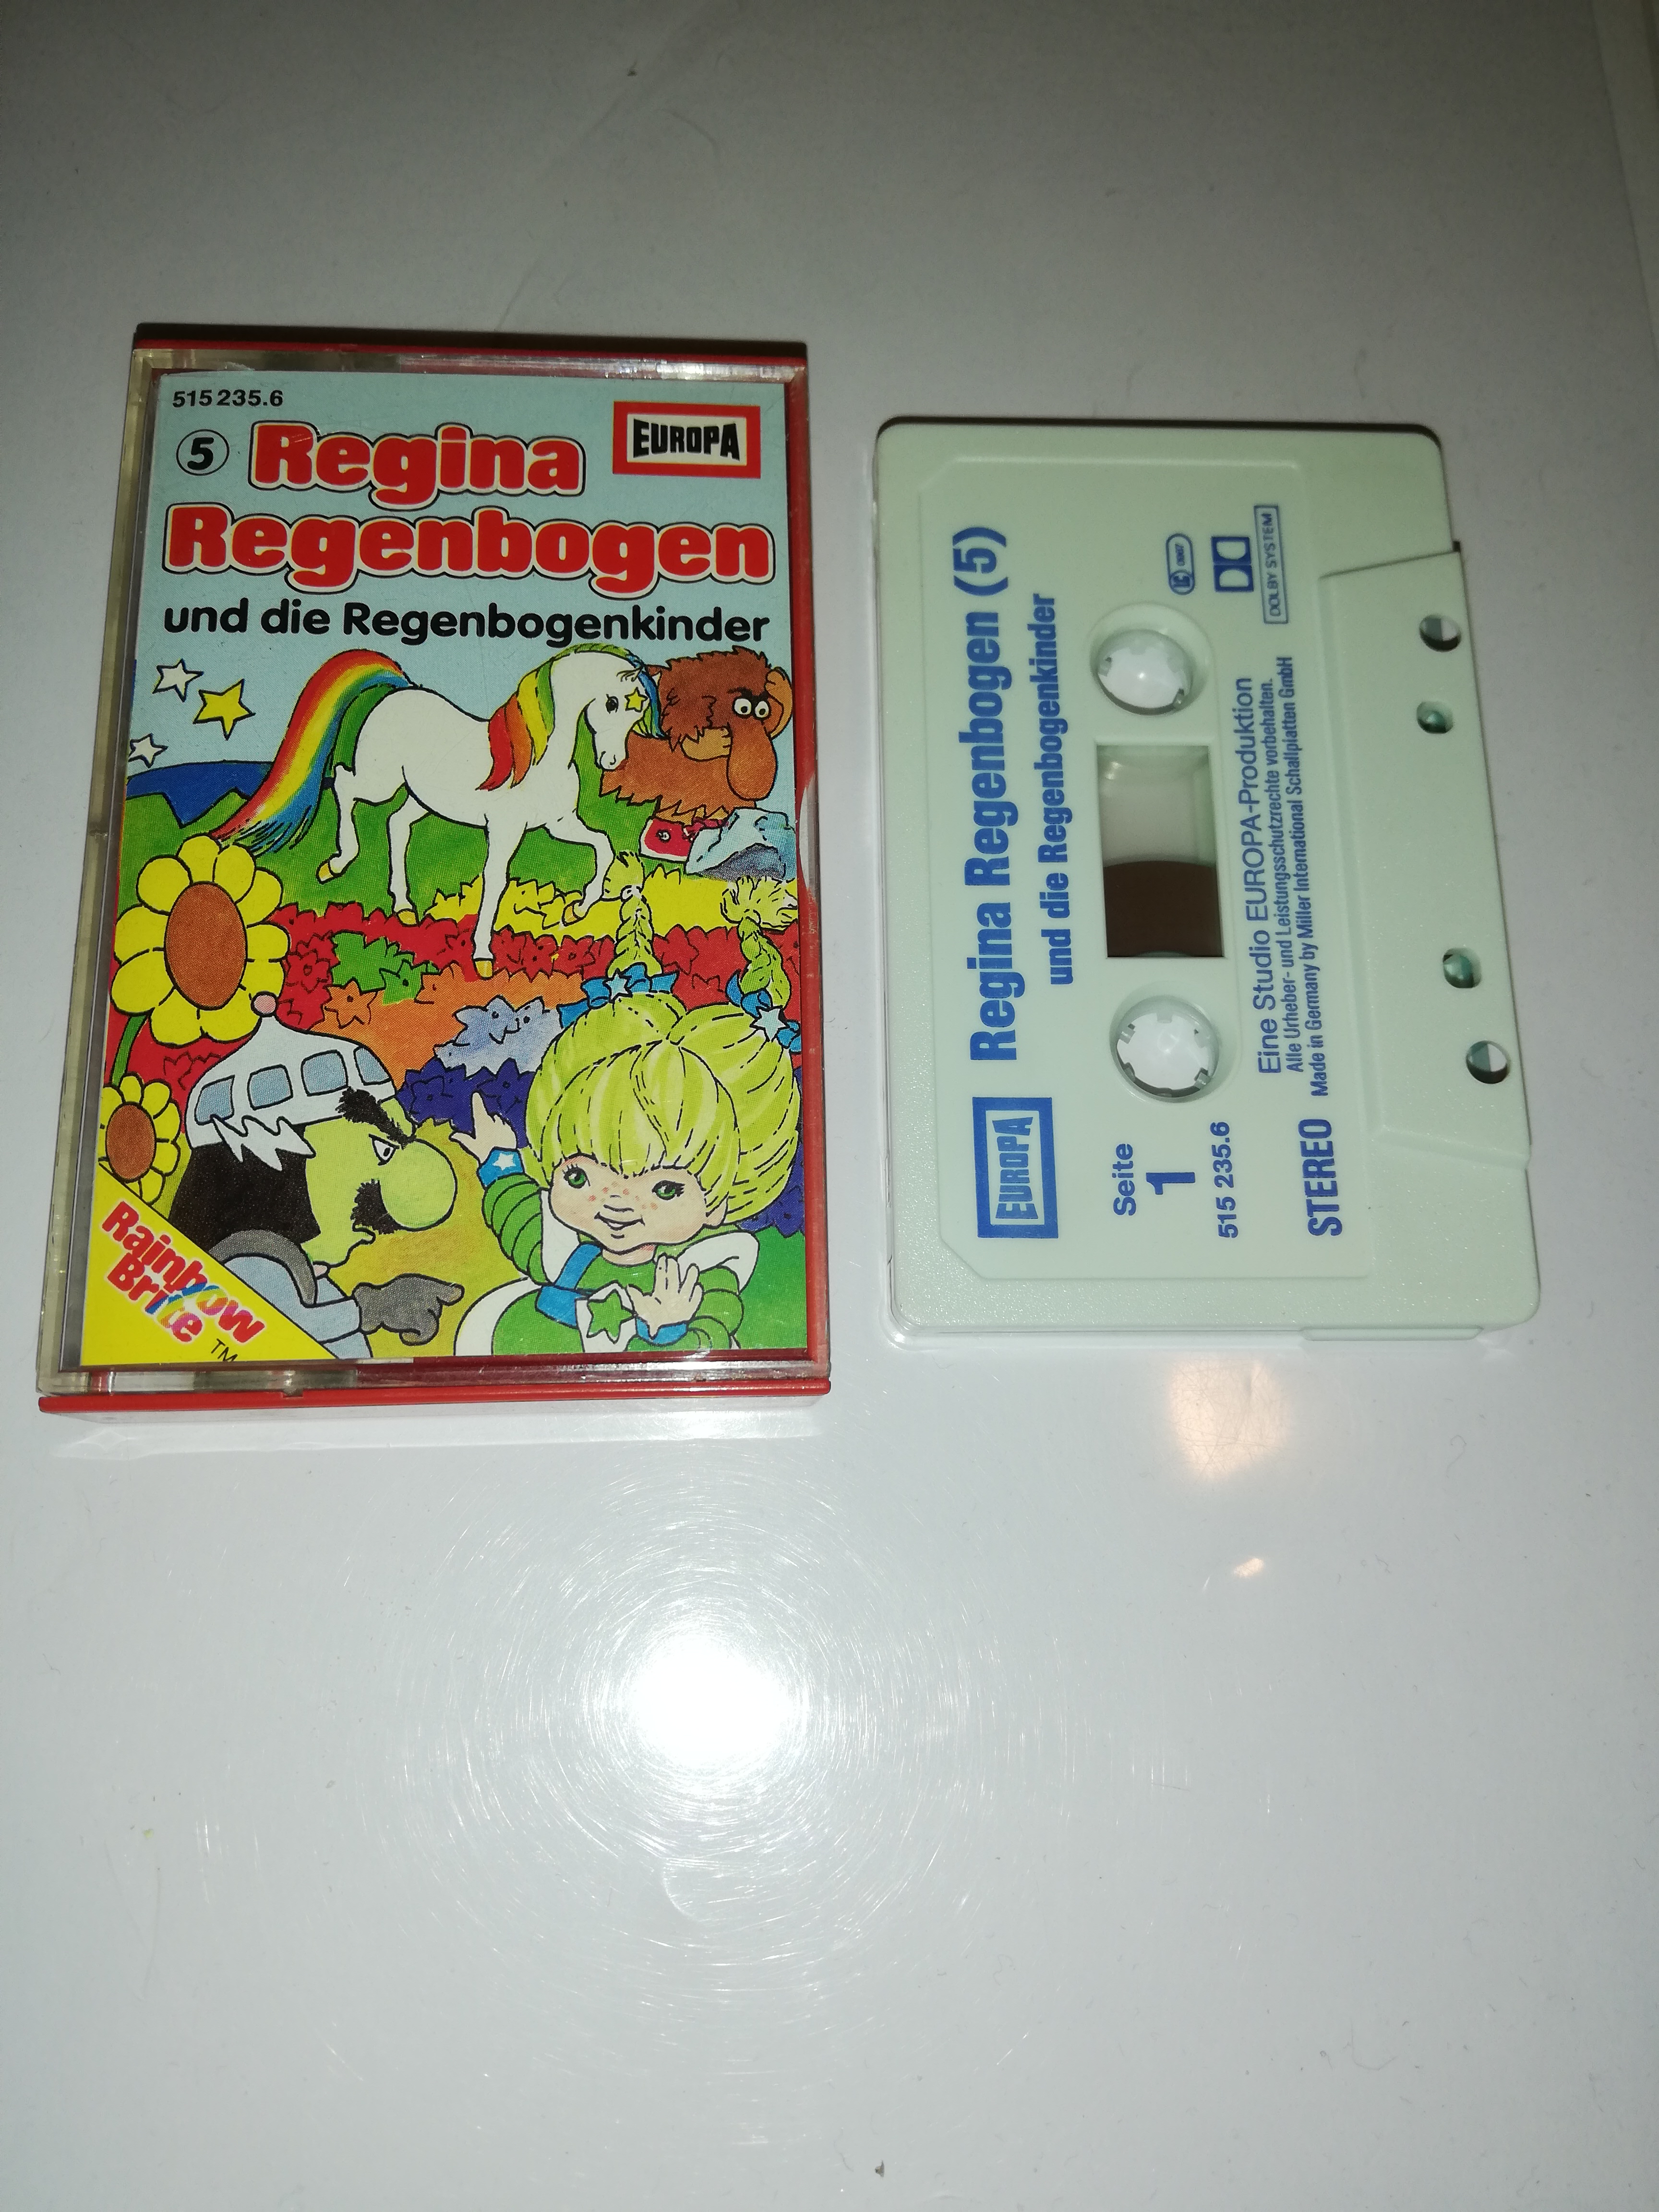 515 235.6
5 Regina
EUROPA
Regenbogen
und die Regenbogenkinder
Rainbow
Brite
TM
Regina Regenbogen (5)
und die Regenbogenkinder
EUROPA
Seite
1
515 235.6
STEREO
DOLBY SYSTEM
Eine Studio EUROPA-Produktion
Alle Urheber- und Leistungsschutzrechte vorbehalten.
Made in Germany by Miller International Schallplatten GmbH